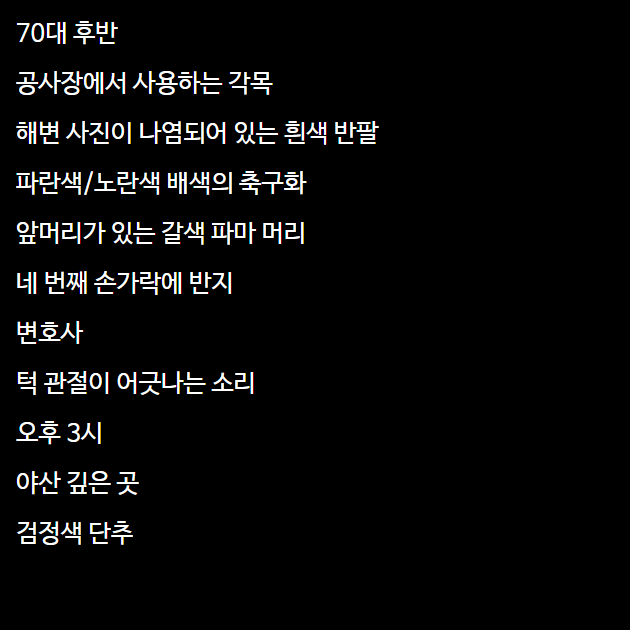 70대 후반
공사장에서 사용하는 각목
해변 사진이 나염되어 있는 흰색 반팔
파란색/노란색 배색의 축구화
앞머리가 있는 갈색 파마 머리
네 번째 손가락에 반지
변호사
턱 관절이 어긋나는 소리
오후 3시
야산 깊은 곳
검정색 단추